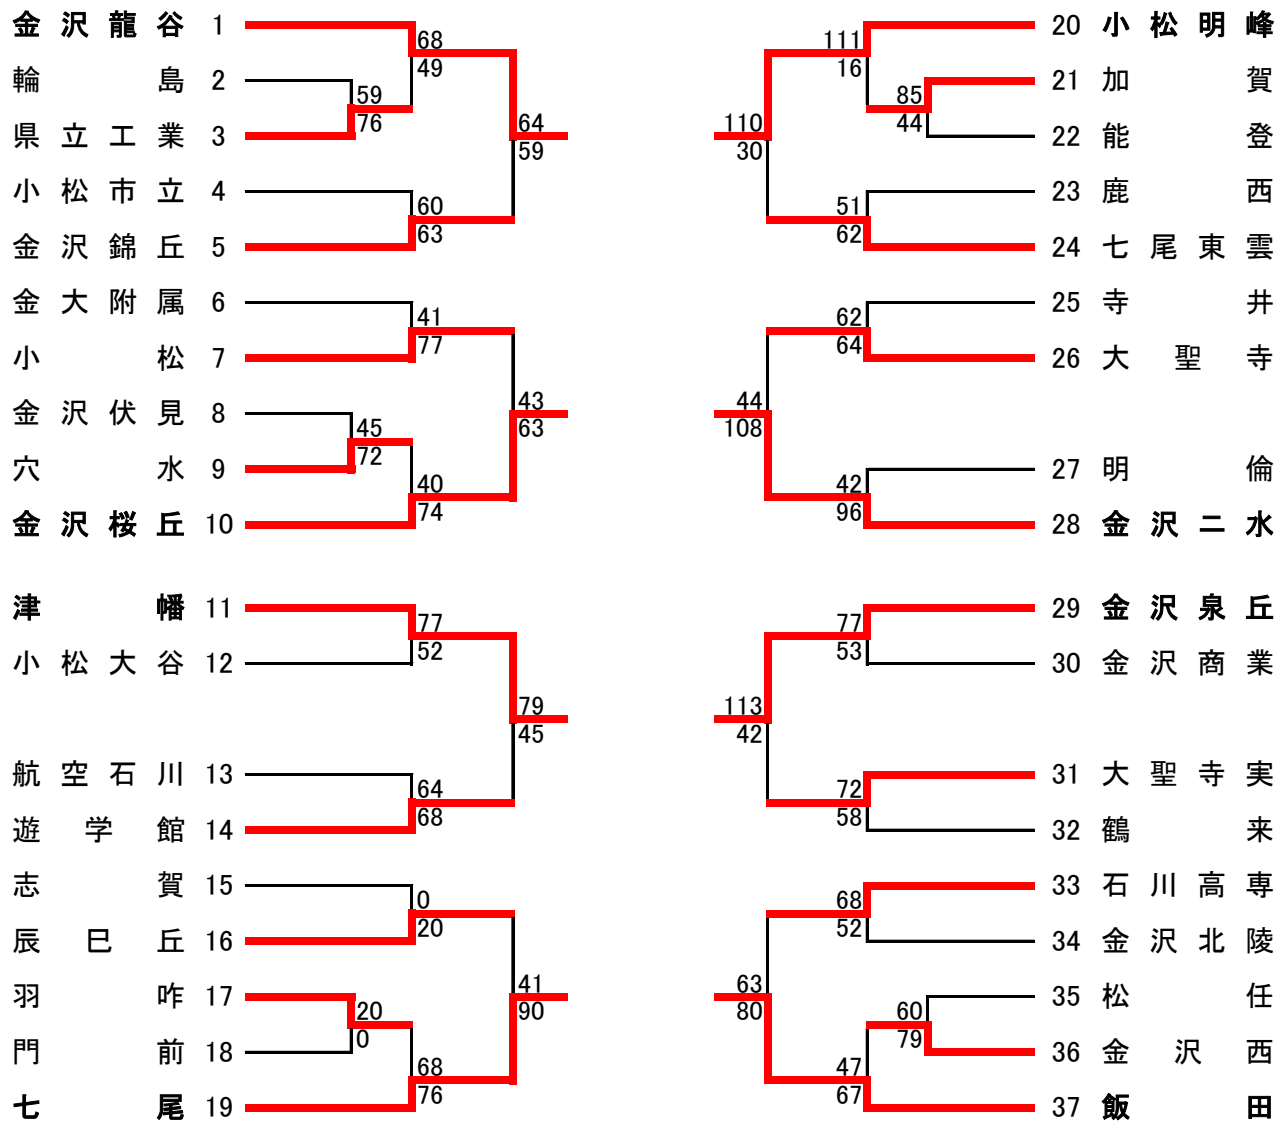 金沢龍谷 1
輪島 2
県立工業 3
小松市立 4
金沢錦丘 5
金大附属 6
小松 7
金沢伏見 8
穴水 9
金沢桜丘 10
津幡 11
小松大谷 12
航空石川 13
遊学館 14
志賀 15
辰巳丘 16
羽咋 17
門前 18
七尾 19
68
49
59
76
64
59
60
63
41
77
43
63
45
72
40
74
77
52
79
45
64
68
0
20
41
90
20
0
68
76
111
16
85
44
110
30
51
62
62
64
44
108
42
96
77
53
113
42
72
58
68
52
63
80
60
79
47
67
20 小松明峰
21 加賀
22 能登
23 鹿西
24 七尾東雲
25 寺井
26 大聖寺
27 明倫
28 金沢二水
29 金沢泉丘
30 金沢商業
31 大聖寺実
32 鶴来
33 石川高専
34 金沢北陵
35 松任
36 金沢西
37 飯田